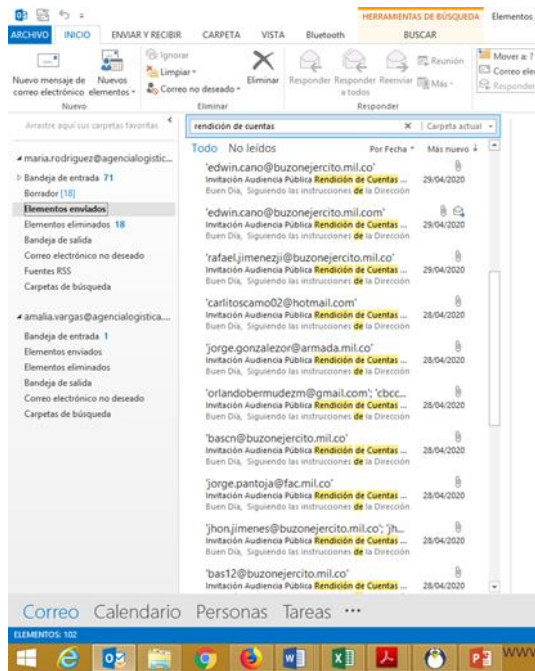 HERRAMIENTAS DE BÚSQUEDA Elementos
ARCHIVO INICIO ENVIAR Y RECIBIR CARPETA VISTA Bluetooth BUSCAR
Nuevo mensaje de correo electrónico
Nuevos elementos
Nuevo
Ignorar
Limpiar
Correo no deseado
Eliminar
Eliminar
Responder
Responder a todos
Reenviar
Reunión
Más
Responder
Mover a: ?
Correo ele
Responder
Arrastre aquí sus carpetas favoritas
maria.rodriguez@agencialogistic...
Bandeja de entrada 71
Borrador [18]
Elementos enviados
Elementos eliminados 18
Bandeja de salida
Correo electrónico no deseado
Fuentes RSS
Carpetas de búsqueda
amalia.vargas@agencialogistica....
Bandeja de entrada 1
Elementos enviados
Elementos eliminados
Bandeja de salida
Correo electrónico no deseado
Carpetas de búsqueda
rendición de cuentas Carpeta actual
Todo No leídos Por Fecha Más nuevo
'edwin.cano@buzonejercito.mil.co'
Invitación Audiencia Pública Rendición de Cuentas ... 29/04/2020
Buen Día, Siguiendo las instrucciones de la Dirección
'edwin.cano@buzonejercito.mil.com'
Invitación Audiencia Pública Rendición de Cuentas ... 29/04/2020
Buen Día, Siguiendo las instrucciones de la Dirección
'rafael.jimenezji@buzonejercito.mil.co'
Invitación Audiencia Pública Rendición de Cuentas ... 29/04/2020
Buen Día, Siguiendo las instrucciones de la Dirección
'carlitoscamo02@hotmail.com'
Invitación Audiencia Pública Rendición de Cuentas ... 28/04/2020
Buen Día, Siguiendo las instrucciones de la Dirección
'jorge.gonzalezor@armada.mil.co'
Invitación Audiencia Pública Rendición de Cuentas ... 28/04/2020
Buen Día, Siguiendo las instrucciones de la Dirección
'orlandobermudezm@gmail.com'; 'cbcc...
Invitación Audiencia Pública Rendición de Cuentas ... 28/04/2020
Buen Día, Siguiendo las instrucciones de la Dirección
'bascn@buzonejercito.mil.co'
Invitación Audiencia Pública Rendición de Cuentas ... 28/04/2020
Buen Día, Siguiendo las instrucciones de la Dirección
'jorge.pantoja@fac.mil.co'
Invitación Audiencia Pública Rendición de Cuentas ... 28/04/2020
Buen Día, Siguiendo las instrucciones de la Dirección
'jhon.jimenes@buzonejercito.mil.co'; 'jh...
Invitación Audiencia Pública Rendición de Cuentas ... 28/04/2020
Buen Día, Siguiendo las instrucciones de la Dirección
'bas12@buzonejercito.mil.co'
Invitación Audiencia Pública Rendición de Cuentas ... 28/04/2020
Buen Día, Siguiendo las instrucciones de la Dirección
Correo Calendario Personas Tareas ···
ELEMENTOS: 102
www